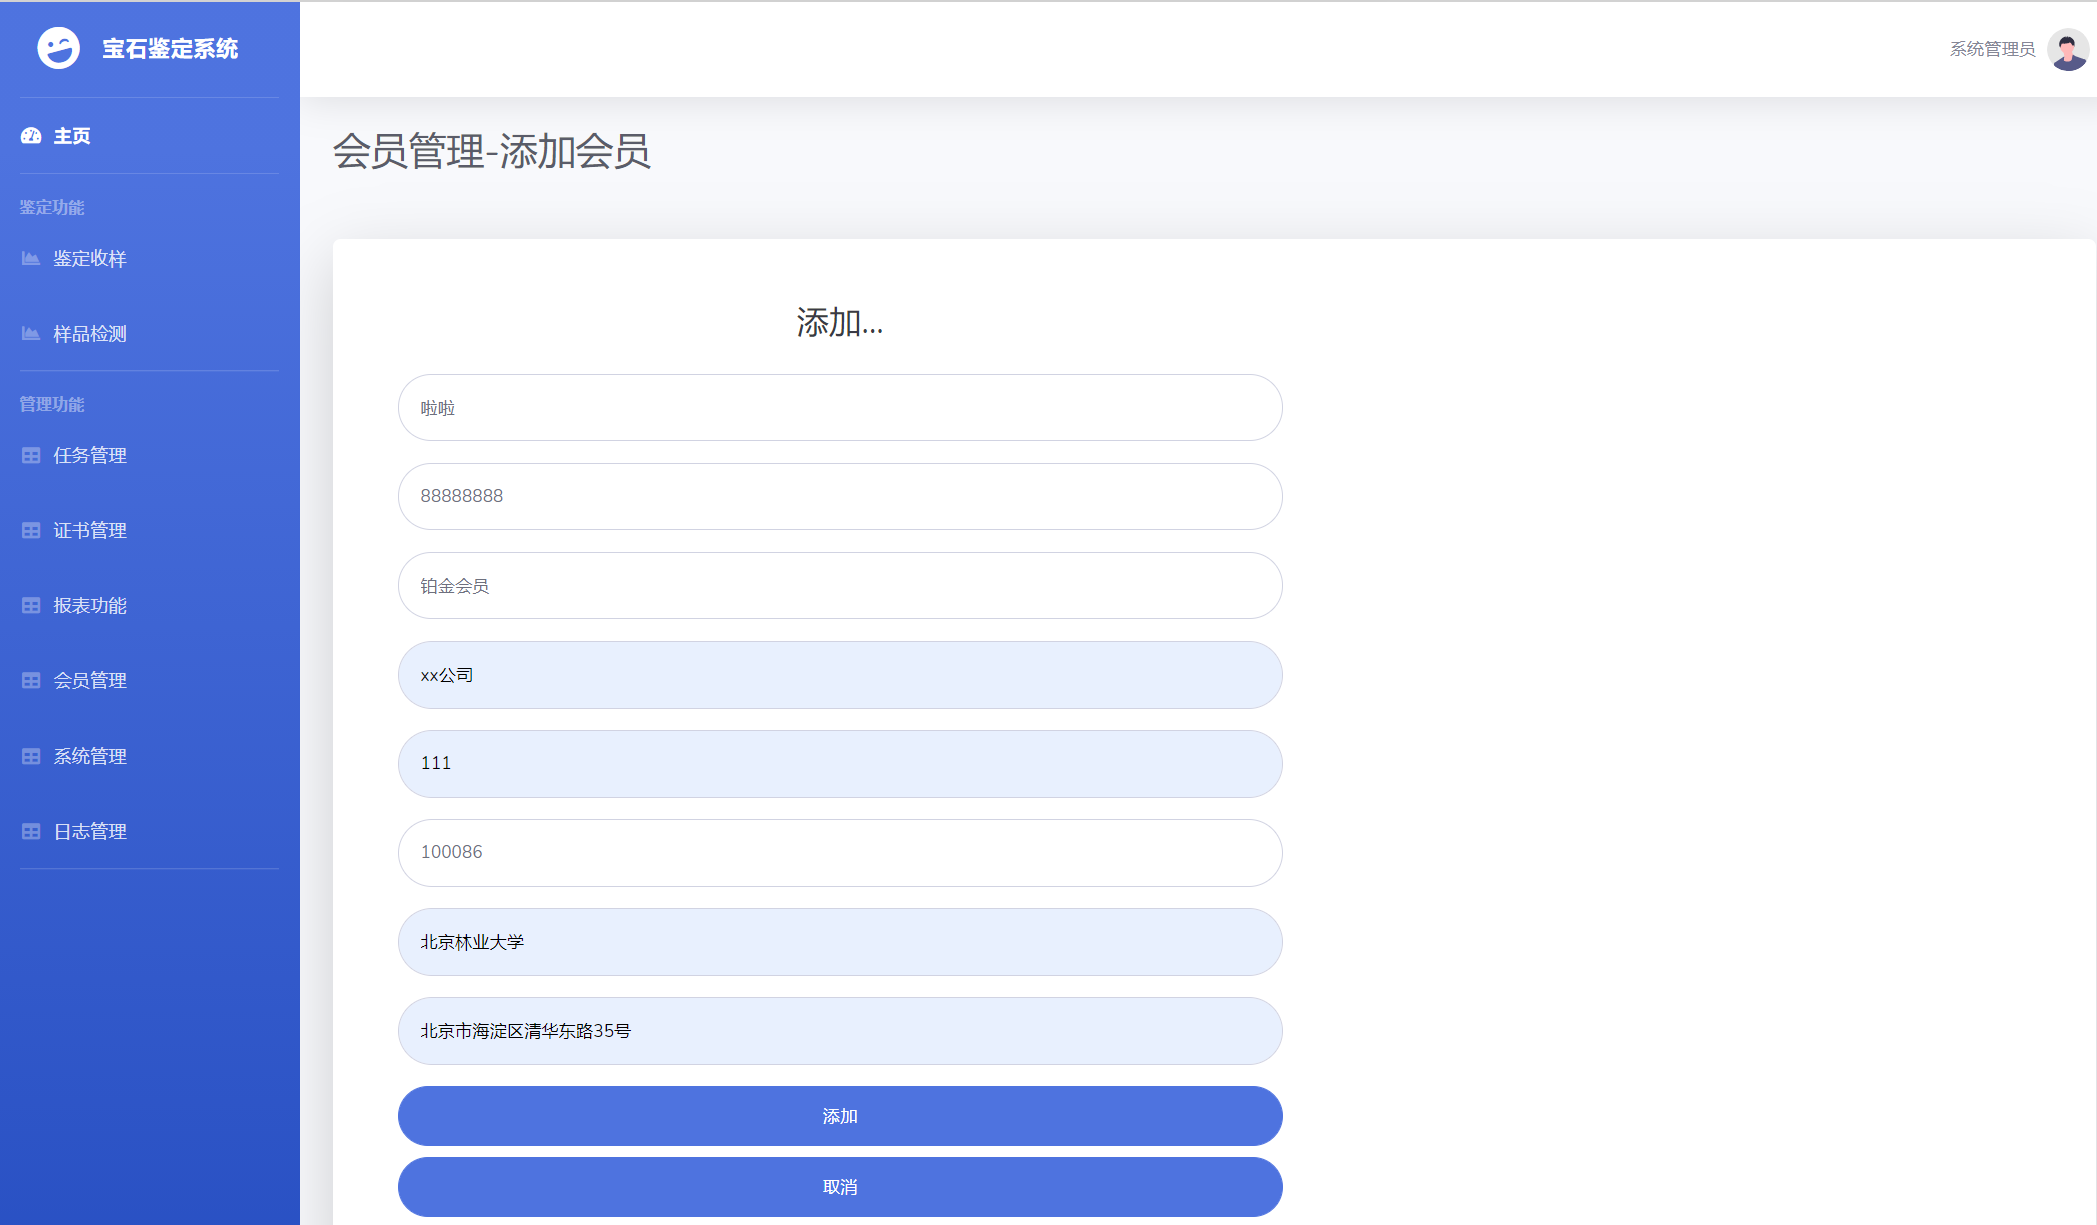 宝石鉴定系统
系统管理员
主页
鉴定功能
鉴定收样
样品检测
管理功能
任务管理
证书管理
报表功能
会员管理
系统管理
日志管理
会员管理-添加会员
添加...
啦啦
88888888
铂金会员
xx公司
111
100086
北京林业大学
北京市海淀区清华东路35号
添加
取消